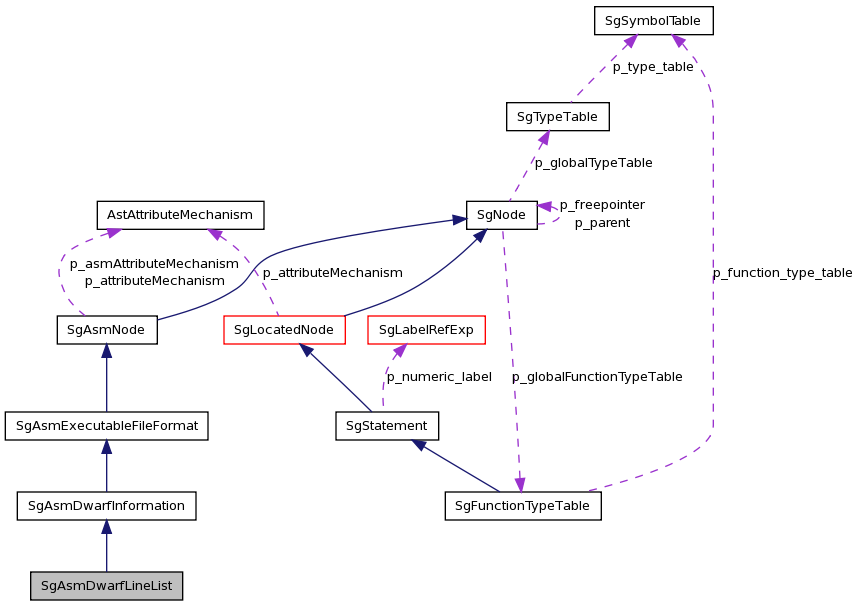 SgSymbolTable
p_type_table
SgTypeTable
p_globalTypeTable
AstAttributeMechanism
SgNode
p_freepointer
p_parent
p_asmAttributeMechanism
p_attributeMechanism
p_attributeMechanism
p_function_type_table
SgAsmNode
SgLocatedNode
SgLabelRefExp
p_numeric_label
p_globalFunctionTypeTable
SgAsmExecutableFileFormat
SgStatement
SgAsmDwarfInformation
SgFunctionTypeTable
SgAsmDwarfLineList